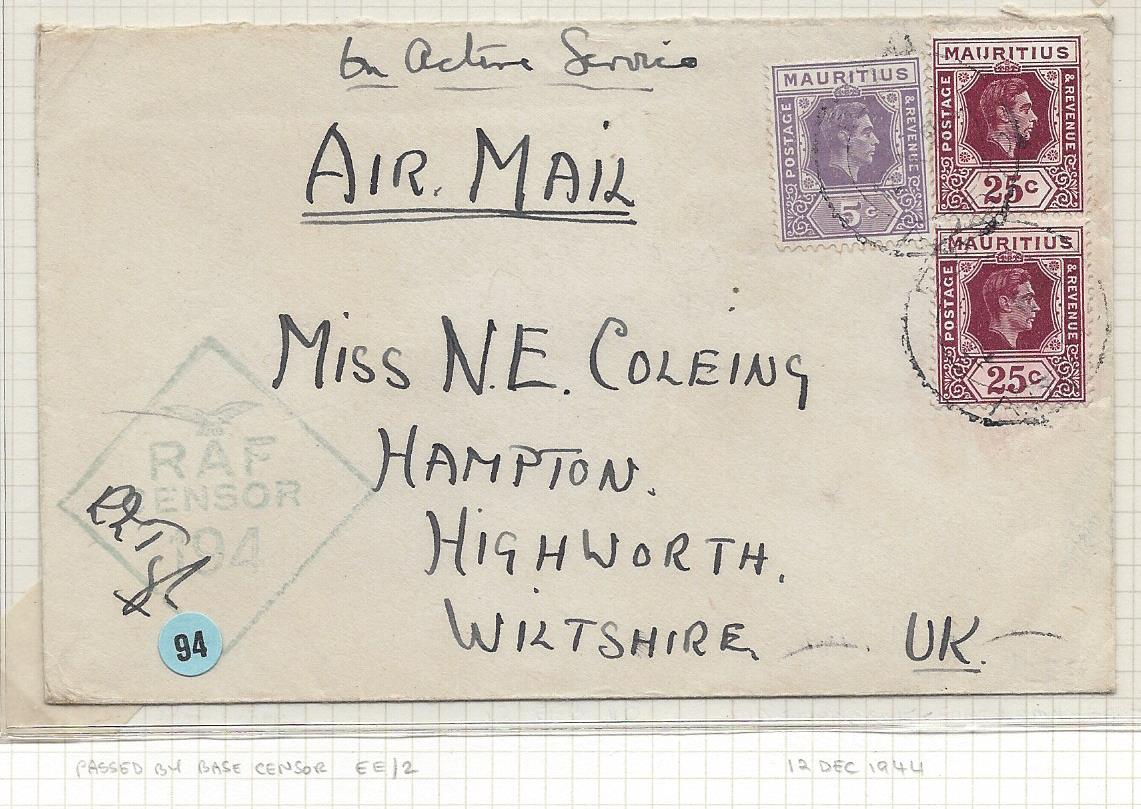 On Active Service
AIR. MAIL
MAURITIUS
POSTAGE
& REVENUE
5c
MAURITIUS
POSTAGE
& REVENUE
25c
MAURITIUS
POSTAGE
& REVENUE
25c
MISS N.E. COLEING
HAMPTON.
HIGHWORTH.
WILTSHIRE.
UK.
RAF
CENSOR
194
94
PASSED BY BASE CENSOR EE/2
12 DEC 1944